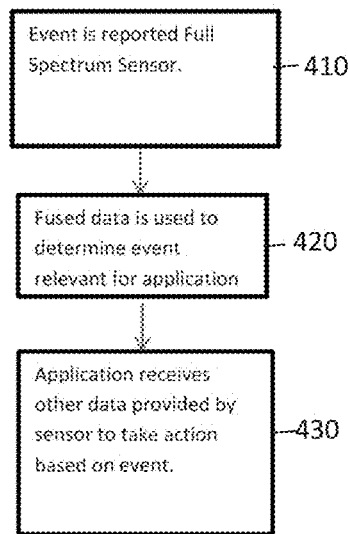 Event is reported Full
Spectrum Sensor.
410
Fused data is used to
determine event
relevant for application
420
Application receives
other data provided by
sensor to take action
based on event.
430